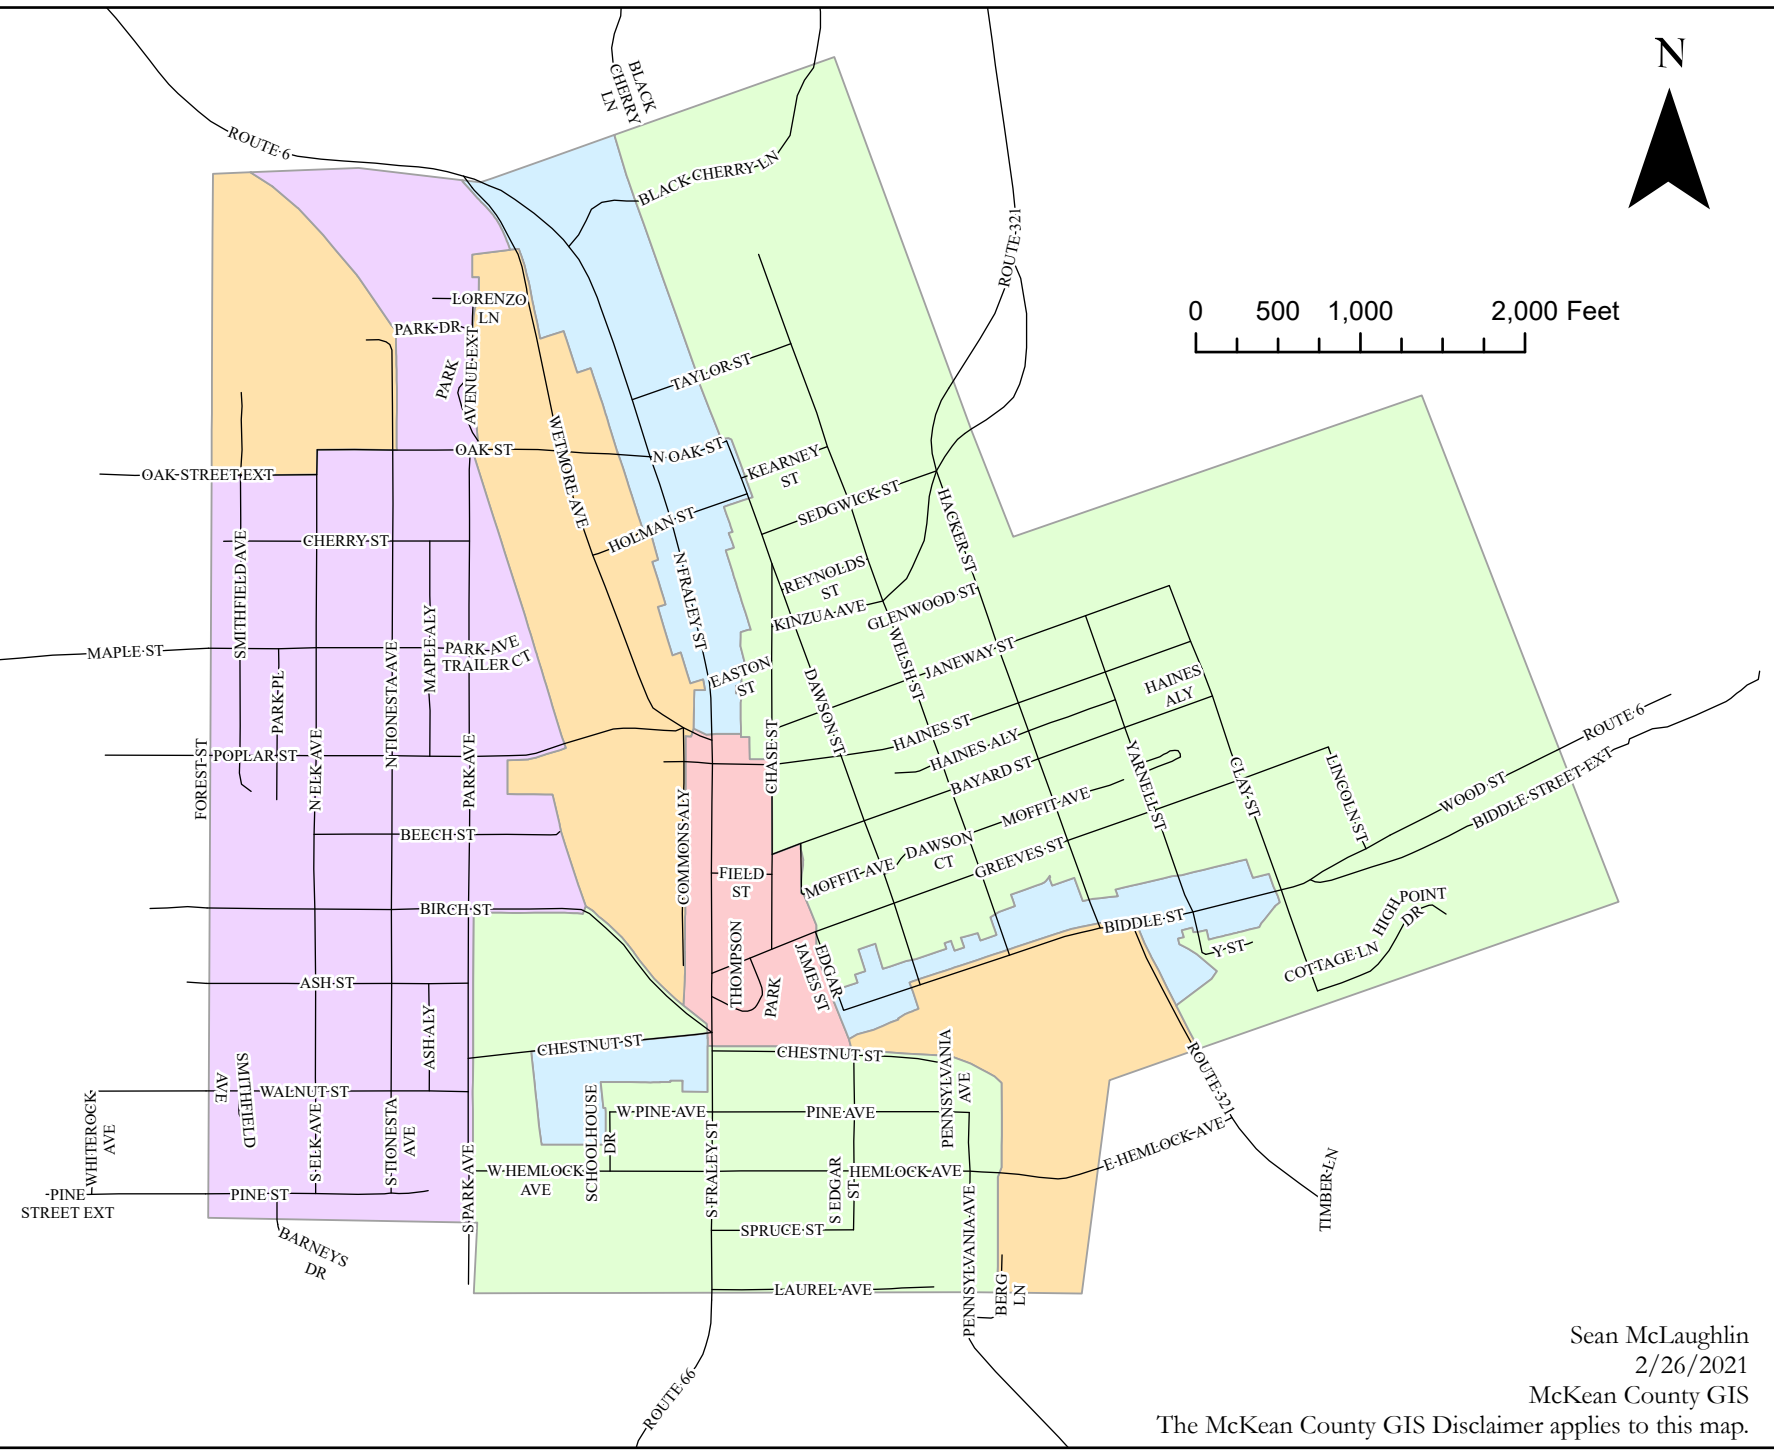 N
BLACK
CHERRY
LN
ROUTE 6
BLACK CHERRY LN
ROUTE 321
0 500 1,000 2,000 Feet
LORENZO
LN
PARK DR
PARK
AVENUE EXT
TAYLOR ST
WETMORE AVE
OAK ST
N OAK ST
KEARNEY
ST
OAK STREET EXT
SEDGWICK ST
HACKER ST
HOLMAN ST
CHERRY ST
SMITHFIELD AVE
N FRALEY ST
REYNOLDS
ST
GLENWOOD ST
KINZUA AVE
MAPLE ALY
MAPLE ST
PARK AVE
TRAILER CT
N TIONESTA AVE
WELSH ST
JANEWAY ST
EASTON
ST
DAWSON ST
HAINES
ALY
PARK PL
FOREST ST
POPLAR ST
N ELK AVE
PARK AVE
CHASE ST
HAINES ST
HAINES ALY
BAYARD ST
YARNELL ST
CLAY ST
LINCOLN ST
ROUTE 6
WOOD ST
BIDDLE STREET EXT
COMMONS ALY
BEECH ST
MOFFIT AVE
DAWSON
CT
GREEVES ST
MOFFIT AVE
FIELD
ST
BIRCH ST
THOMPSON
PARK
EDGAR
JAMES ST
BIDDLE ST
Y ST
HIGH POINT
DR
COTTAGE LN
ASH ST
ASH ALY
CHESTNUT ST
CHESTNUT ST
PENNSYLVANIA
AVE
ROUTE 321
SMITHFIELD
AVE
WALNUT ST
WHITEROCK
AVE
S ELK AVE
S TIONESTA
AVE
SCHOOLHOUSE
DR
W PINE AVE
PINE AVE
S FRALEY ST
S PARK AVE
W HEMLOCK
AVE
S EDGAR
ST
HEMLOCK AVE
E HEMLOCK AVE
TIMBER LN
PINE
STREET EXT
PINE ST
BARNEYS
DR
SPRUCE ST
PENNSYLVANIA AVE
LAUREL AVE
BERG
LN
ROUTE 66
Sean McLaughlin
2/26/2021
McKean County GIS
The McKean County GIS Disclaimer applies to this map.